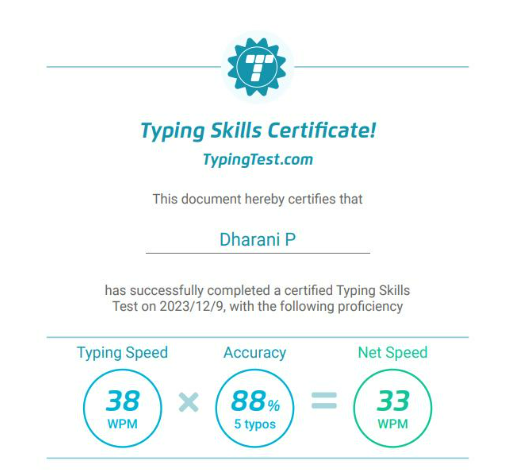 T
Typing Skills Certificate!
TypingTest.com
This document hereby certifies that
Dharani P
has successfully completed a certified Typing Skills
Test on 2023/12/9, with the following proficiency
Typing Speed Accuracy Net Speed
38 × 88% = 33
WPM 5 typos WPM